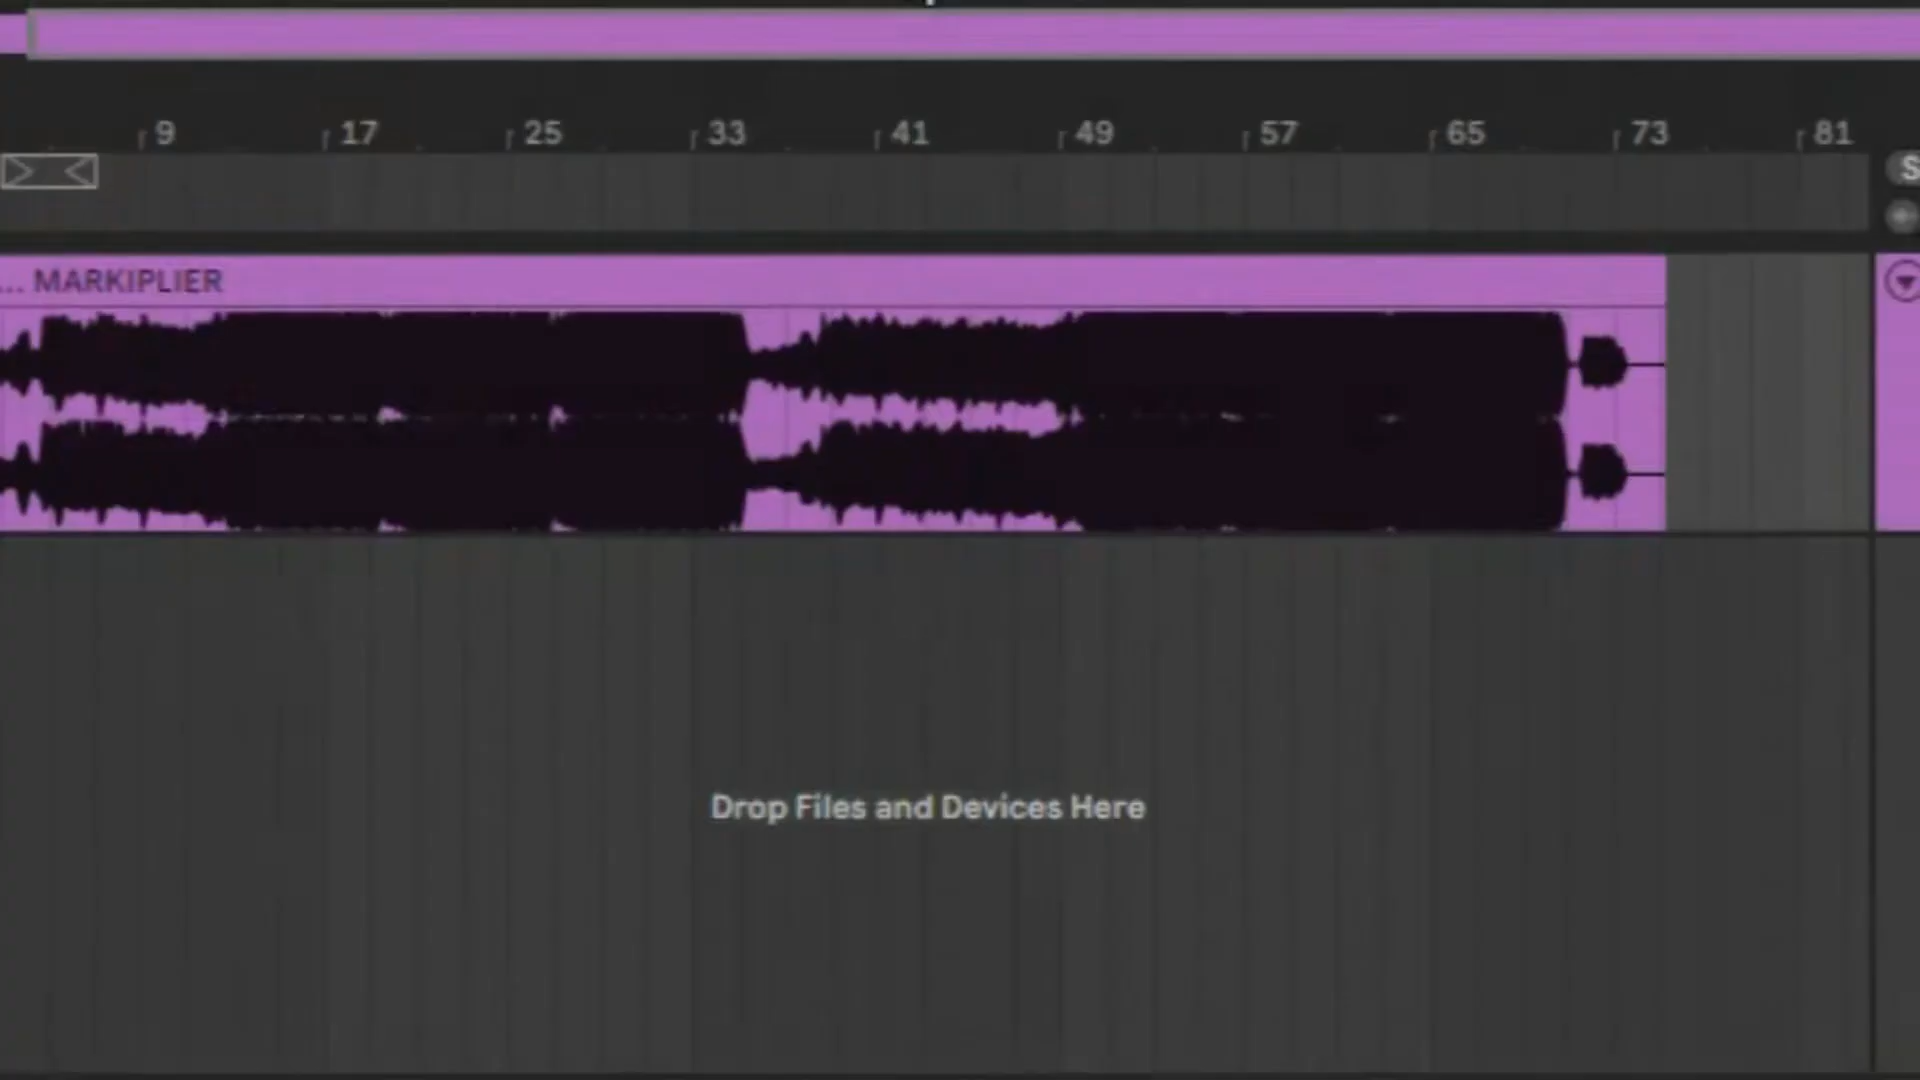 9 17 25 33 41 49 57 65 73 81
S
... MARKIPLIER
Drop Files and Devices Here